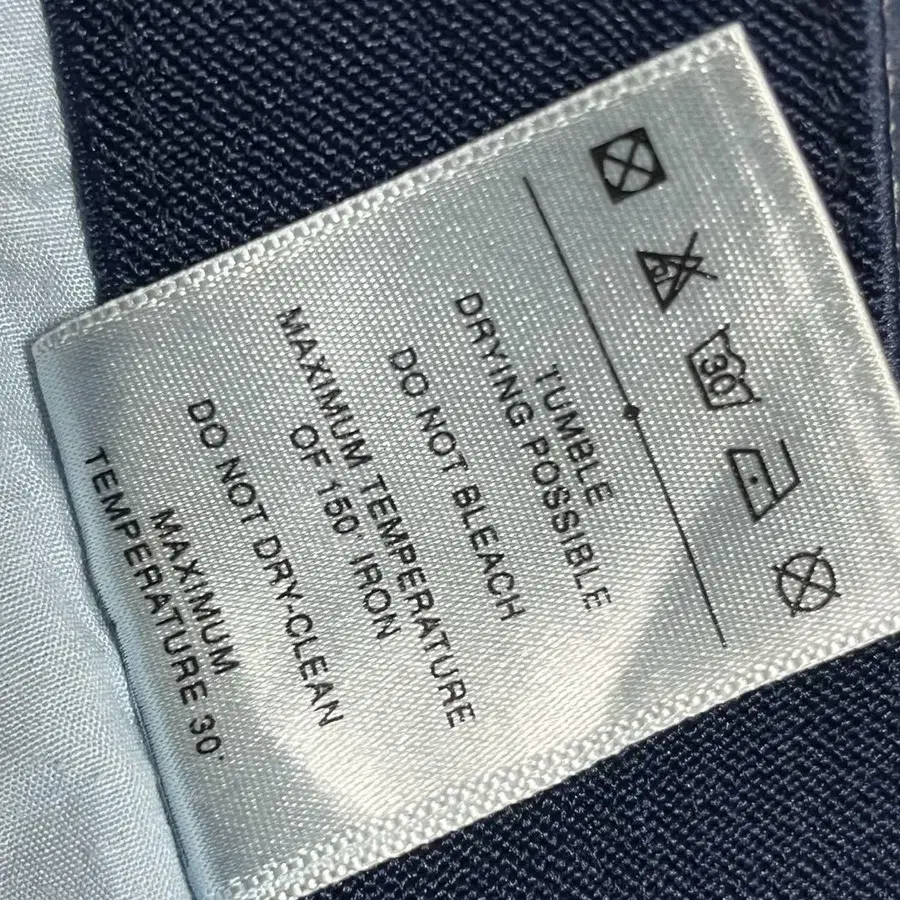 30
TUMBLE
DRYING POSSIBLE
DO NOT BLEACH
MAXIMUM TEMPERATURE
OF 150° IRON
DO NOT DRY-CLEAN
MAXIMUM
TEMPERATURE 30°